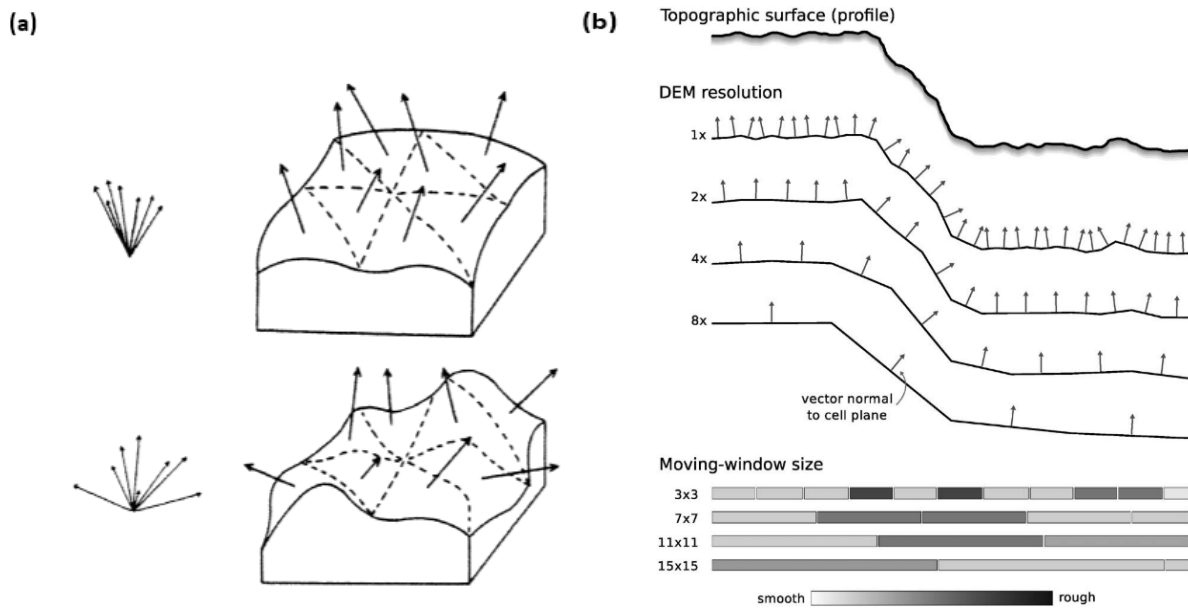 (a)
(b)
Topographic surface (profile)
DEM resolution
1x
2x
4x
8x
vector normal
to cell plane
Moving-window size
3x3
7x7
11x11
15x15
smooth
rough